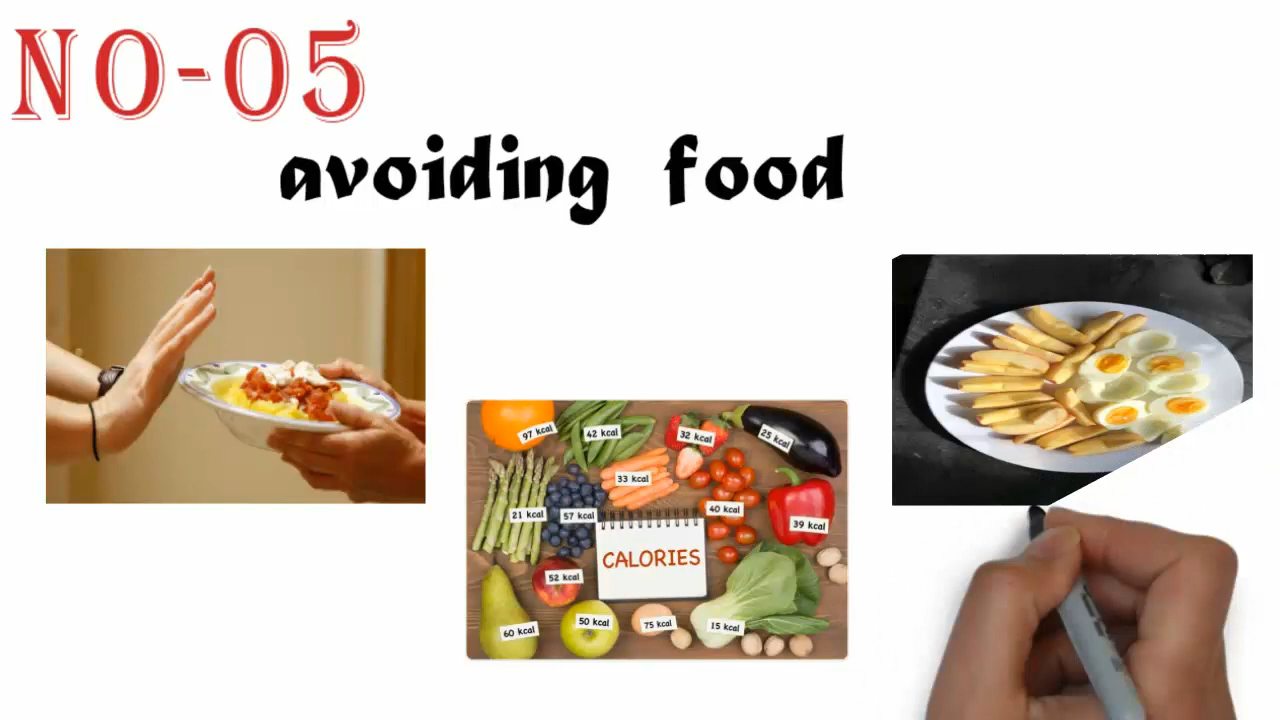 NO-05
avoiding food
97 kcal
42 kcal
32 kcal
25 kcal
33 kcal
21 kcal
57 kcal
40 kcal
39 kcal
CALORIES
52 kcal
60 kcal
50 kcal
75 kcal
15 kcal